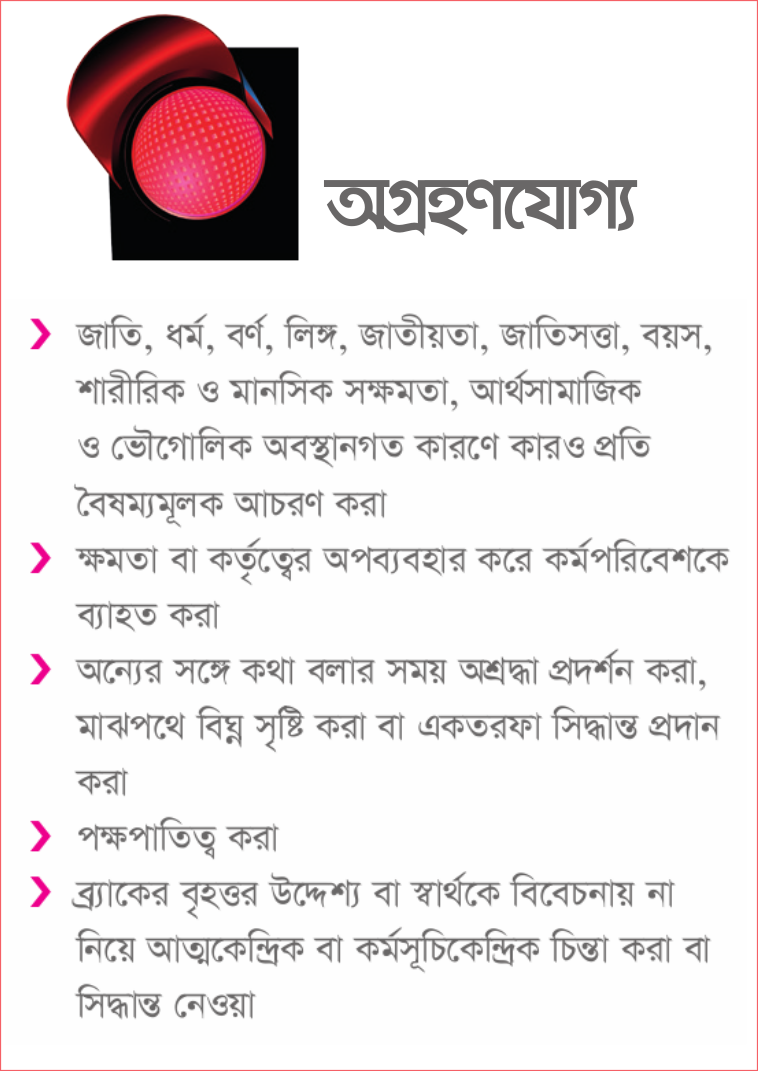 অগ্রহণযোগ্য
জাতি, ধর্ম, বর্ণ, লিঙ্গ, জাতীয়তা, জাতিসত্তা, বয়স,
শারীরিক ও মানসিক সক্ষমতা, আর্থসামাজিক
ও ভৌগোলিক অবস্থানগত কারণে কারও প্রতি
বৈষম্যমূলক আচরণ করা
ক্ষমতা বা কর্তৃত্বের অপব্যবহার করে কর্মপরিবেশকে
ব্যাহত করা
অন্যের সঙ্গে কথা বলার সময় অশ্রদ্ধা প্রদর্শন করা,
মাঝপথে বিঘ্ন সৃষ্টি করা বা একতরফা সিদ্ধান্ত প্রদান
করা
পক্ষপাতিত্ব করা
ব্র্যাকের বৃহত্তর উদ্দেশ্য বা স্বার্থকে বিবেচনায় না
নিয়ে আত্মকেন্দ্রিক বা কর্মসূচিকেন্দ্রিক চিন্তা করা বা
সিদ্ধান্ত নেওয়া